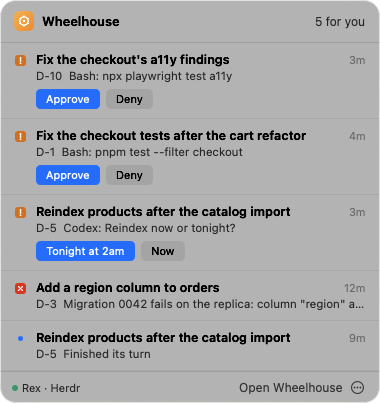 Wheelhouse 5 for you
Fix the checkout's a11y findings 3m
D-10 Bash: npx playwright test a11y
Approve Deny
Fix the checkout tests after the cart refactor 4m
D-1 Bash: pnpm test --filter checkout
Approve Deny
Reindex products after the catalog import 3m
D-5 Codex: Reindex now or tonight?
Tonight at 2am Now
Add a region column to orders 12m
D-3 Migration 0042 fails on the replica: column "region" a...
Reindex products after the catalog import 9m
D-5 Finished its turn
Rex · Herdr Open Wheelhouse